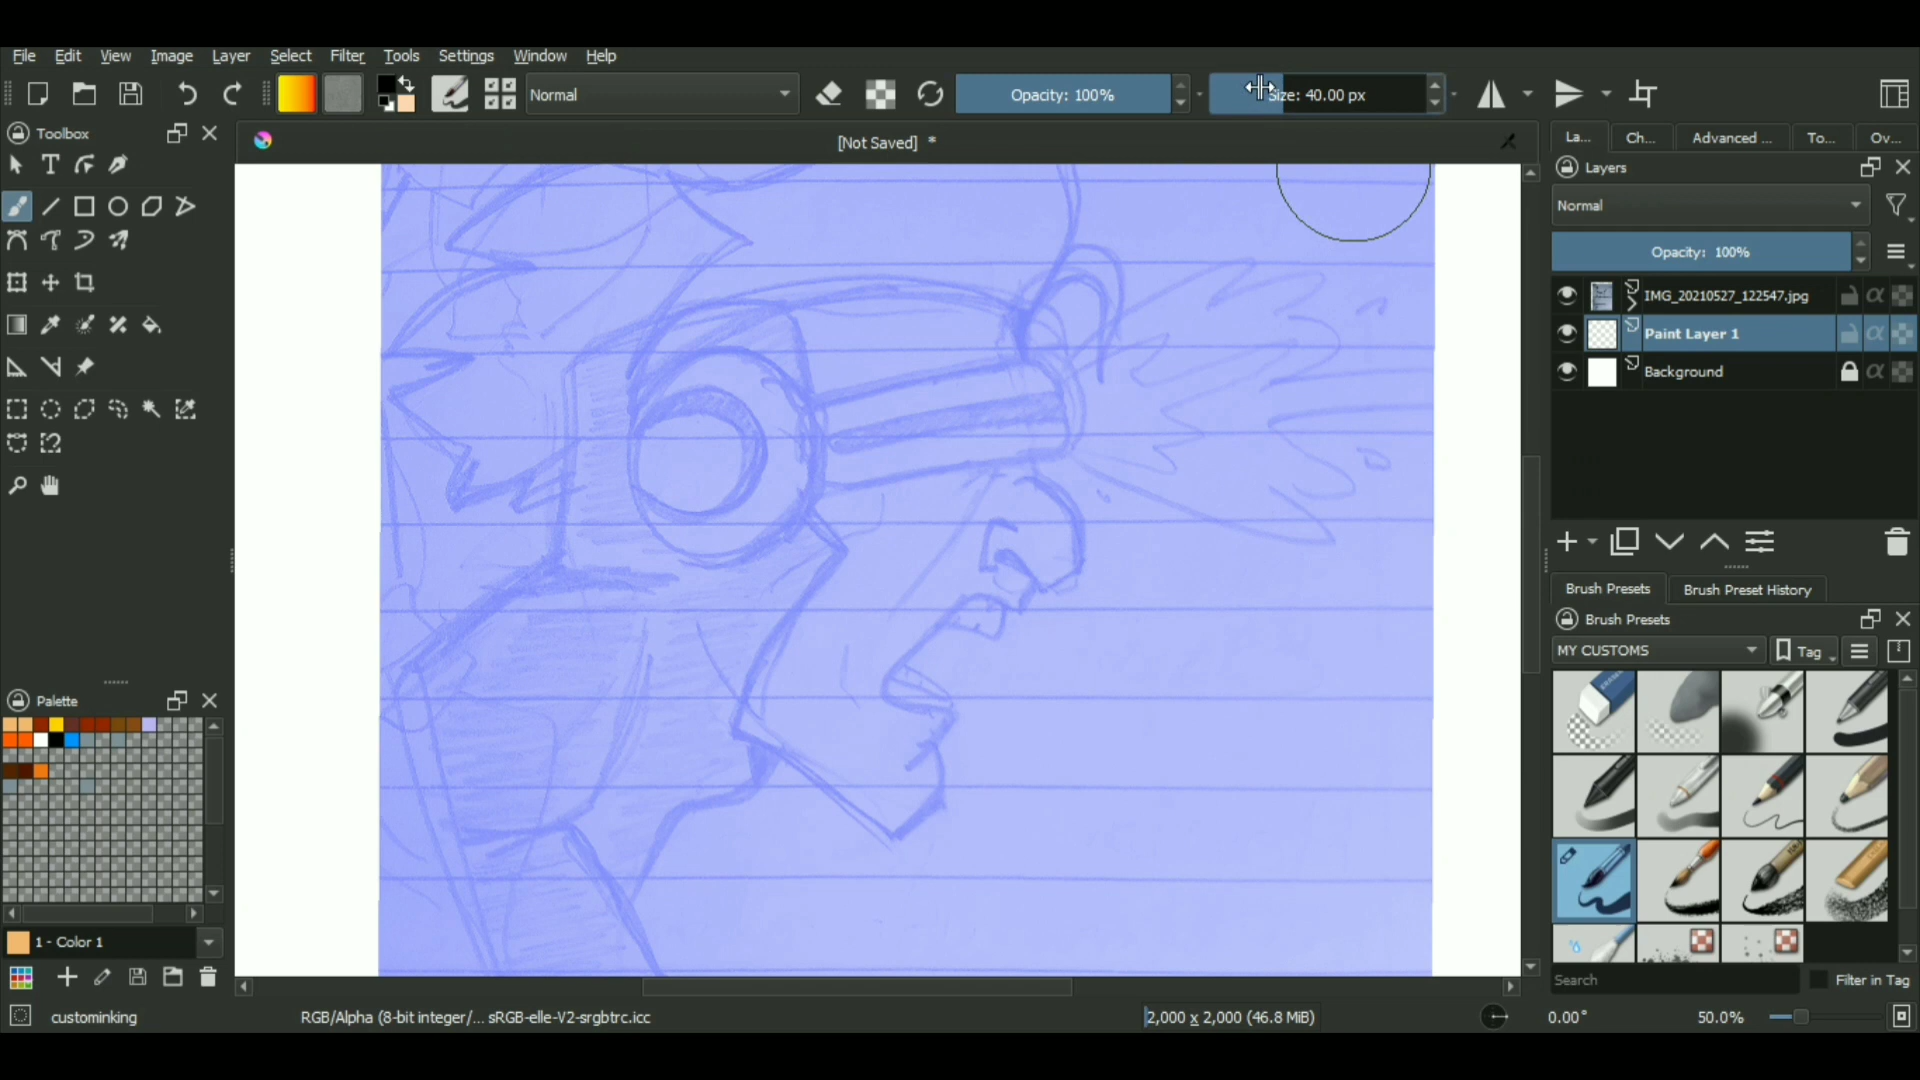 File Edit View Image Layer Select Filter Tools Settings Window Help
Normal
Opacity: 100%
Size: 40.00 px
Toolbox
[Not Saved] *
La...
Ch...
Advanced ...
To...
Ov...
Layers
Normal
Opacity: 100%
IMG_20210527_122547.jpg
Paint Layer 1
Background
Brush Presets
Brush Preset History
Brush Presets
MY CUSTOMS
Tag
Palette
1 - Color 1
Search
Filter in Tag
customინking
RGB/Alpha (8-bit integer/... sRGB-elle-V2-srgbtrc.icc
2,000 x 2,000 (46.8 MiB)
0.00°
50.0%